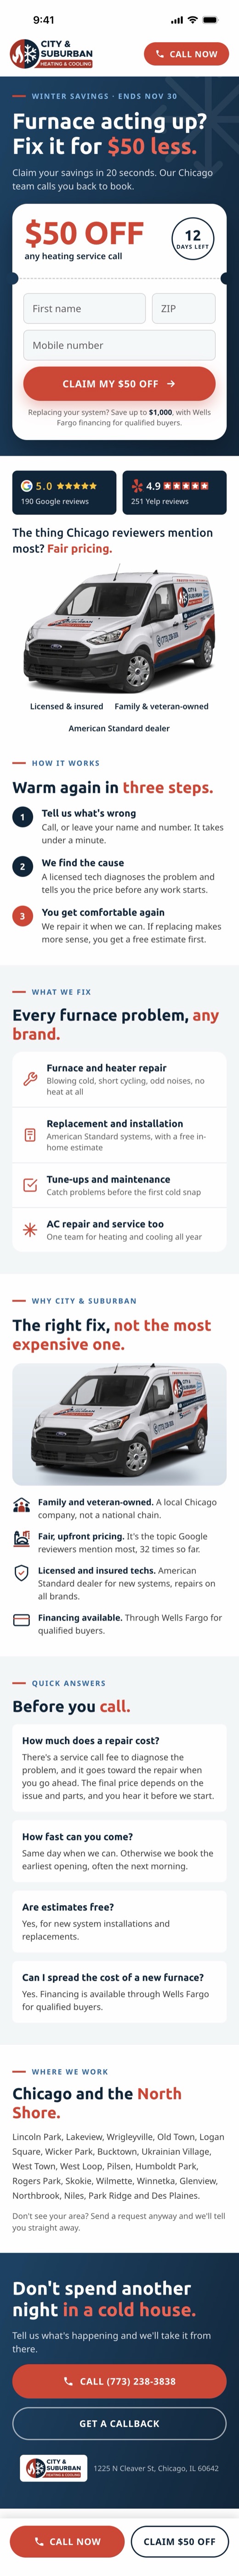 9:41
CITY &
SUBURBAN
HEATING & COOLING
CALL NOW
WINTER SAVINGS · ENDS NOV 30
Furnace acting up?
Fix it for $50 less.
Claim your savings in 20 seconds. Our Chicago
team calls you back to book.
$50 OFF
any heating service call
12
DAYS LEFT
First name
ZIP
Mobile number
CLAIM MY $50 OFF →
Replacing your system? Save up to $1,000, with Wells
Fargo financing for qualified buyers.
5.0
190 Google reviews
4.9
251 Yelp reviews
The thing Chicago reviewers mention
most? Fair pricing.
Licensed & insured Family & veteran-owned
American Standard dealer
HOW IT WORKS
Warm again in three steps.
1
Tell us what's wrong
Call, or leave your name and number. It takes
under a minute.
2
We find the cause
A licensed tech diagnoses the problem and
tells you the price before any work starts.
3
You get comfortable again
We repair it when we can. If replacing makes
more sense, you get a free estimate first.
WHAT WE FIX
Every furnace problem, any
brand.
Furnace and heater repair
Blowing cold, short cycling, odd noises, no
heat at all
Replacement and installation
American Standard systems, with a free in-
home estimate
Tune-ups and maintenance
Catch problems before the first cold snap
AC repair and service too
One team for heating and cooling all year
WHY CITY & SUBURBAN
The right fix, not the most
expensive one.
Family and veteran-owned. A local Chicago
company, not a national chain.
Fair, upfront pricing. It's the topic Google
reviewers mention most, 32 times so far.
Licensed and insured techs. American
Standard dealer for new systems, repairs on
all brands.
Financing available. Through Wells Fargo for
qualified buyers.
QUICK ANSWERS
Before you call.
How much does a repair cost?
There's a service call fee to diagnose the
problem, and it goes toward the repair when
you go ahead. The final price depends on the
issue and parts, and you hear it before we start.
How fast can you come?
Same day when we can. Otherwise we book the
earliest opening, often the next morning.
Are estimates free?
Yes, for new system installations and
replacements.
Can I spread the cost of a new furnace?
Yes. Financing is available through Wells Fargo
for qualified buyers.
WHERE WE WORK
Chicago and the North
Shore.
Lincoln Park, Lakeview, Wrigleyville, Old Town, Logan
Square, Wicker Park, Bucktown, Ukrainian Village,
West Town, West Loop, Pilsen, Humboldt Park,
Rogers Park, Skokie, Wilmette, Winnetka, Glenview,
Northbrook, Niles, Park Ridge and Des Plaines.
Don't see your area? Send a request anyway and we'll tell
you straight away.
Don't spend another
night in a cold house.
Tell us what's happening and we'll take it from
there.
CALL (773) 238-3838
GET A CALLBACK
CITY &
SUBURBAN
HEATING & COOLING
1225 N Cleaver St, Chicago, IL 60642
CALL NOW
CLAIM $50 OFF